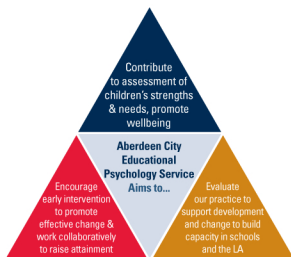 Contribute
to assessment of
children's strengths
& needs, promote
wellbeing
Aberdeen City
Educational
Psychology Service
Aims to...
Encourage
early intervention
to promote
effective change &
work collaboratively
to raise attainment
Evaluate
our practice to
support development
and change to build
capacity in schools
and the LA